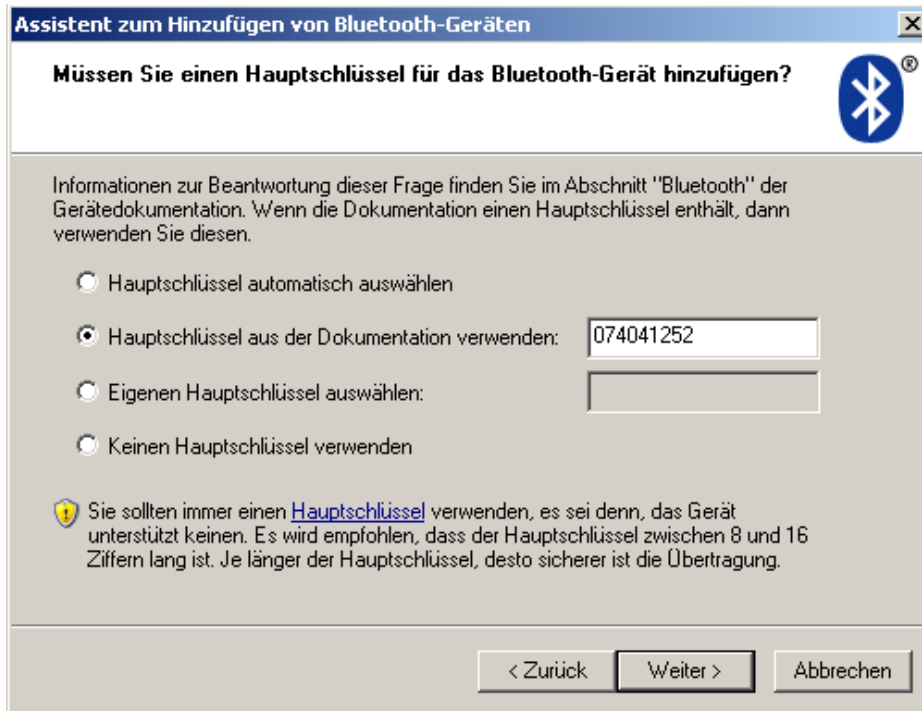 Assistent zum Hinzufügen von Bluetooth-Geräten
Müssen Sie einen Hauptschlüssel für das Bluetooth-Gerät hinzufügen?
®
Informationen zur Beantwortung dieser Frage finden Sie im Abschnitt "Bluetooth" der
Gerätedokumentation. Wenn die Dokumentation einen Hauptschlüssel enthält, dann
verwenden Sie diesen.
Hauptschlüssel automatisch auswählen
Hauptschlüssel aus der Dokumentation verwenden: 074041252
Eigenen Hauptschlüssel auswählen:
Keinen Hauptschlüssel verwenden
Sie sollten immer einen Hauptschlüssel verwenden, es sei denn, das Gerät
unterstützt keinen. Es wird empfohlen, dass der Hauptschlüssel zwischen 8 und 16
Ziffern lang ist. Je länger der Hauptschlüssel, desto sicherer ist die Übertragung.
< Zurück Weiter > Abbrechen